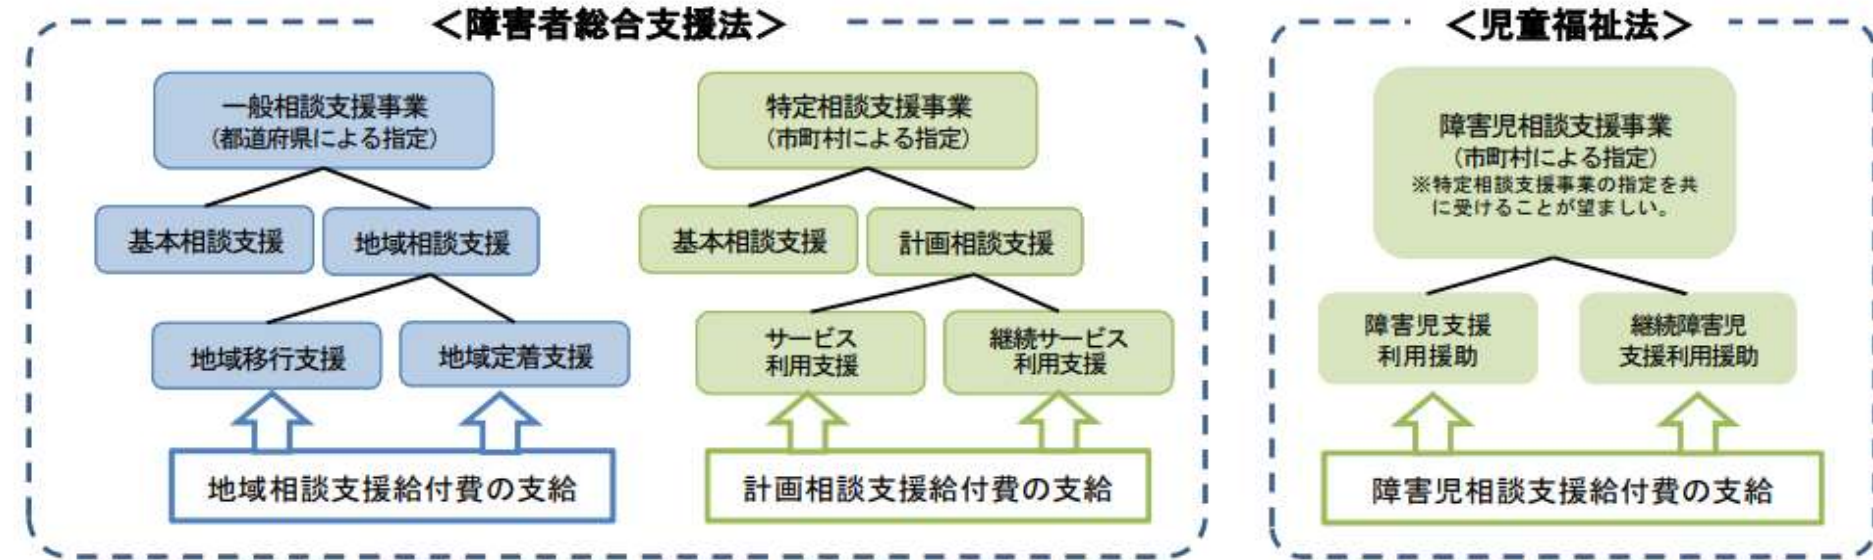 ＜障害者総合支援法＞
一般相談支援事業
（都道府県による指定）
基本相談支援
地域相談支援
地域移行支援
地域定着支援
地域相談支援給付費の支給
特定相談支援事業
（市町村による指定）
基本相談支援
計画相談支援
サービス
利用支援
継続サービス
利用支援
計画相談支援給付費の支給
＜児童福祉法＞
障害児相談支援事業
（市町村による指定）
※特定相談支援事業の指定を共
に受けることが望ましい。
障害児支援
利用援助
継続障害児
支援利用援助
障害児相談支援給付費の支給